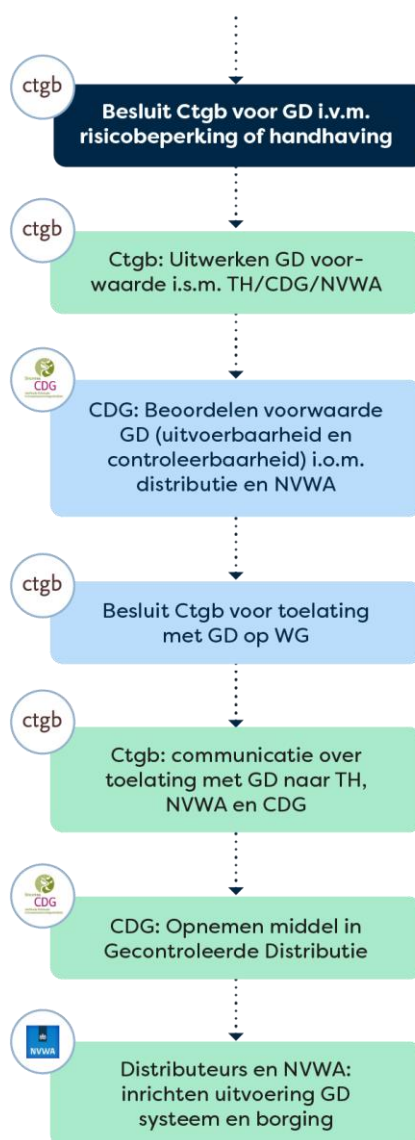 ctgb
Besluit Ctgb voor GD i.v.m.
risicobeperking of handhaving
ctgb
Ctgb: Uitwerken GD voor-
waarde i.s.m. TH/CDG/NVWA
CDG
CDG: Beoordelen voorwaarde
GD (uitvoerbaarheid en
controleerbaarheid) i.o.m.
distributie en NVWA
ctgb
Besluit Ctgb voor toelating
met GD op WG
ctgb
Ctgb: communicatie over
toelating met GD naar TH,
NVWA en CDG
CDG
CDG: Opnemen middel in
Gecontroleerde Distributie
NVWA
Distributeurs en NVWA:
inrichten uitvoering GD
systeem en borging